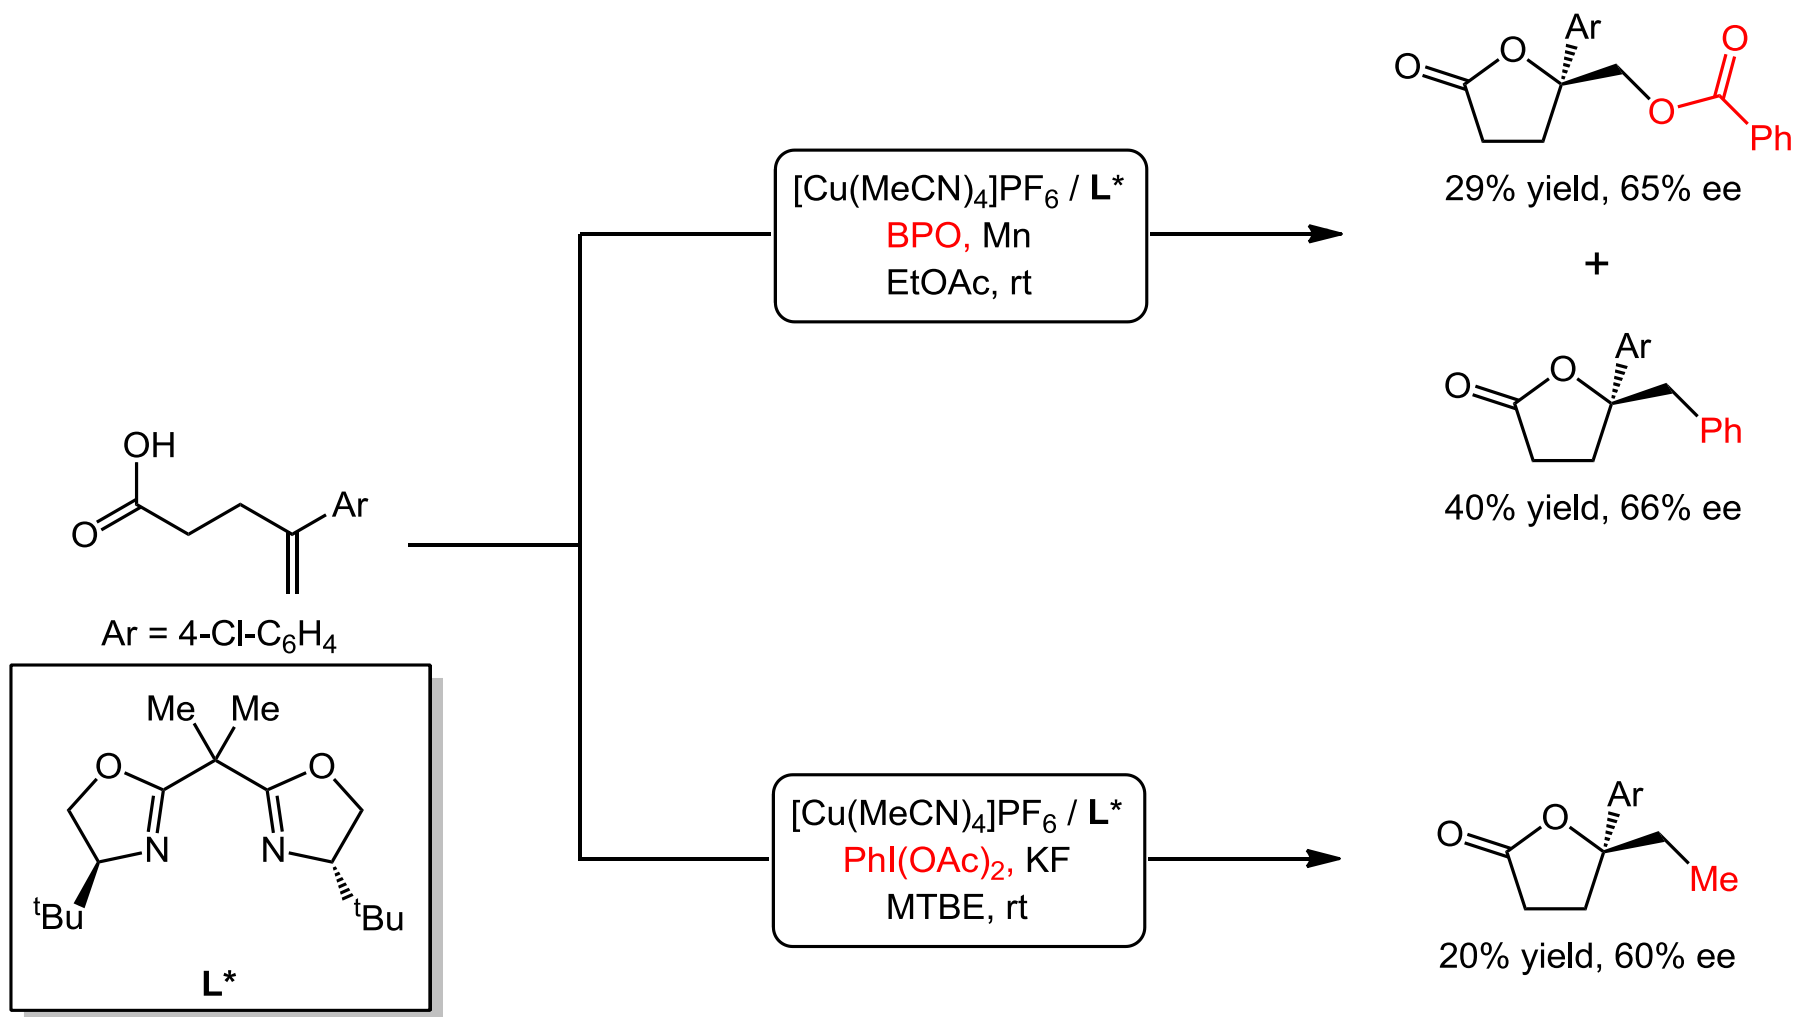 OH
O
Ar
Ar = 4-Cl-C6H4
Me Me
O O
N N
tBu tBu
L*
[Cu(MeCN)4]PF6 / L*
BPO, Mn
EtOAc, rt
[Cu(MeCN)4]PF6 / L*
PhI(OAc)2, KF
MTBE, rt
Ar
O O O
O
Ph
29% yield, 65% ee
+
Ar
O O
Ph
40% yield, 66% ee
Ar
O O
Me
20% yield, 60% ee